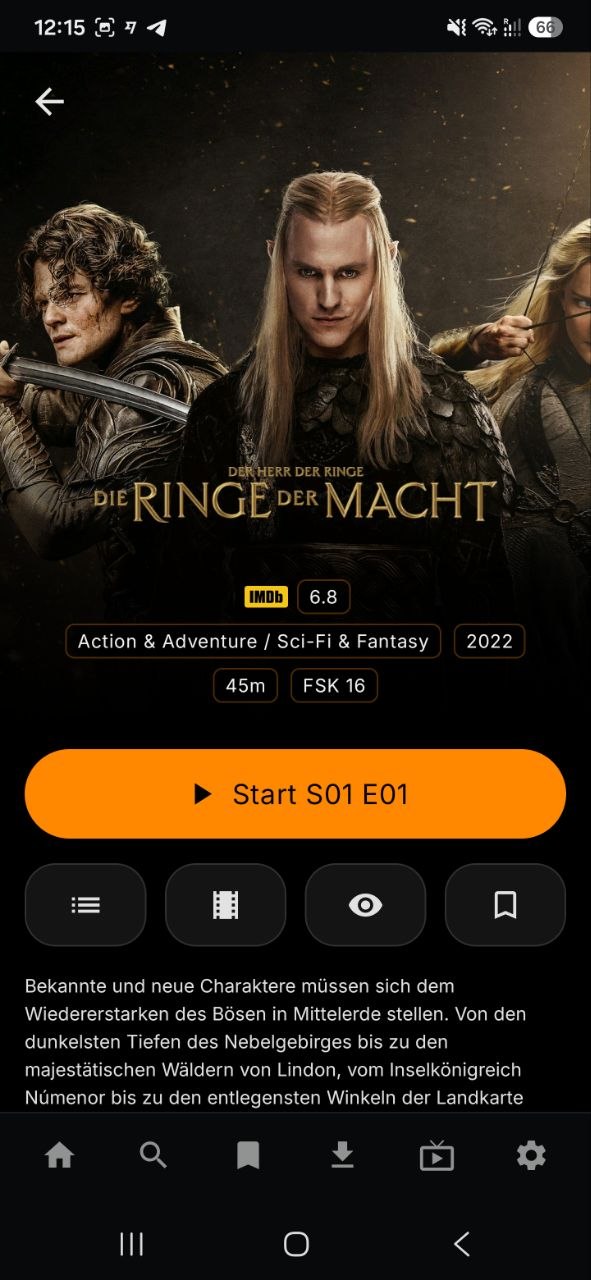 12:15
66
DER HERR DER RINGE
DIE RINGE DER MACHT
IMDb 6.8
Action & Adventure / Sci-Fi & Fantasy 2022
45m FSK 16
Start S01 E01
Bekannte und neue Charaktere müssen sich dem
Wiedererstarken des Bösen in Mittelerde stellen. Von den
dunkelsten Tiefen des Nebelgebirges bis zu den
majestätischen Wäldern von Lindon, vom Inselkönigreich
Númenor bis zu den entlegensten Winkeln der Landkarte